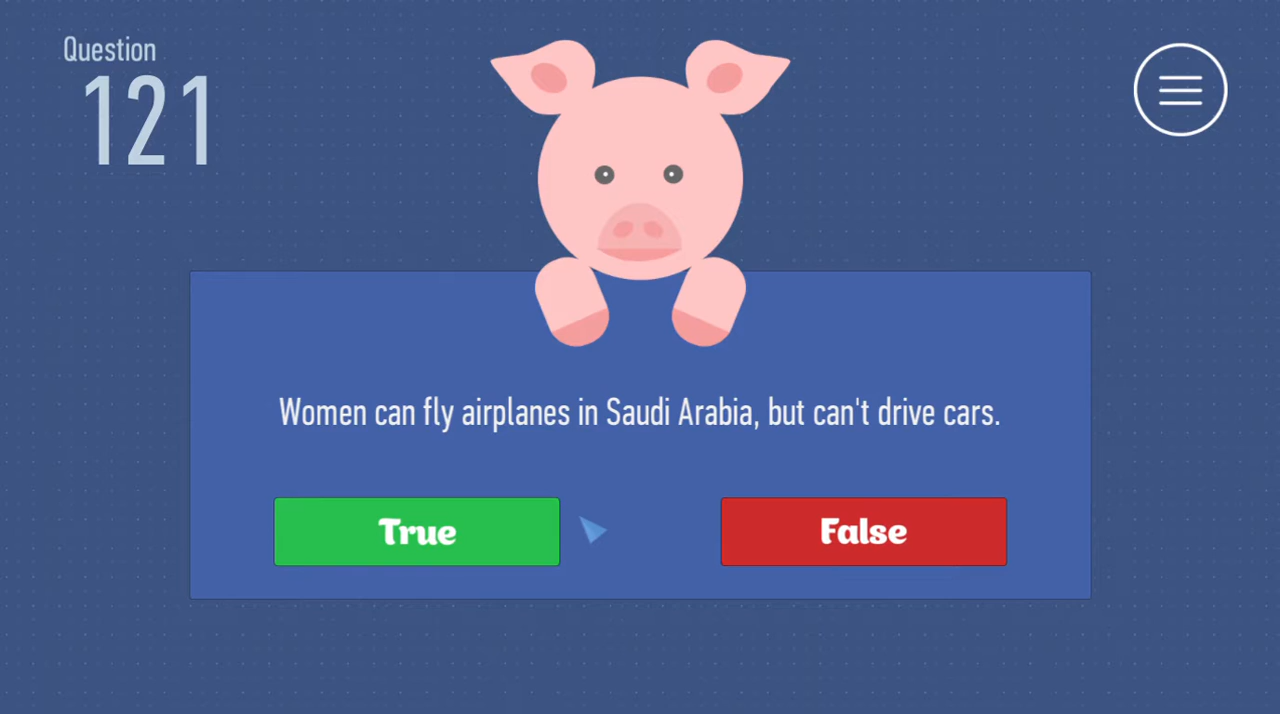 Question
121
Women can fly airplanes in Saudi Arabia, but can't drive cars.
True
False